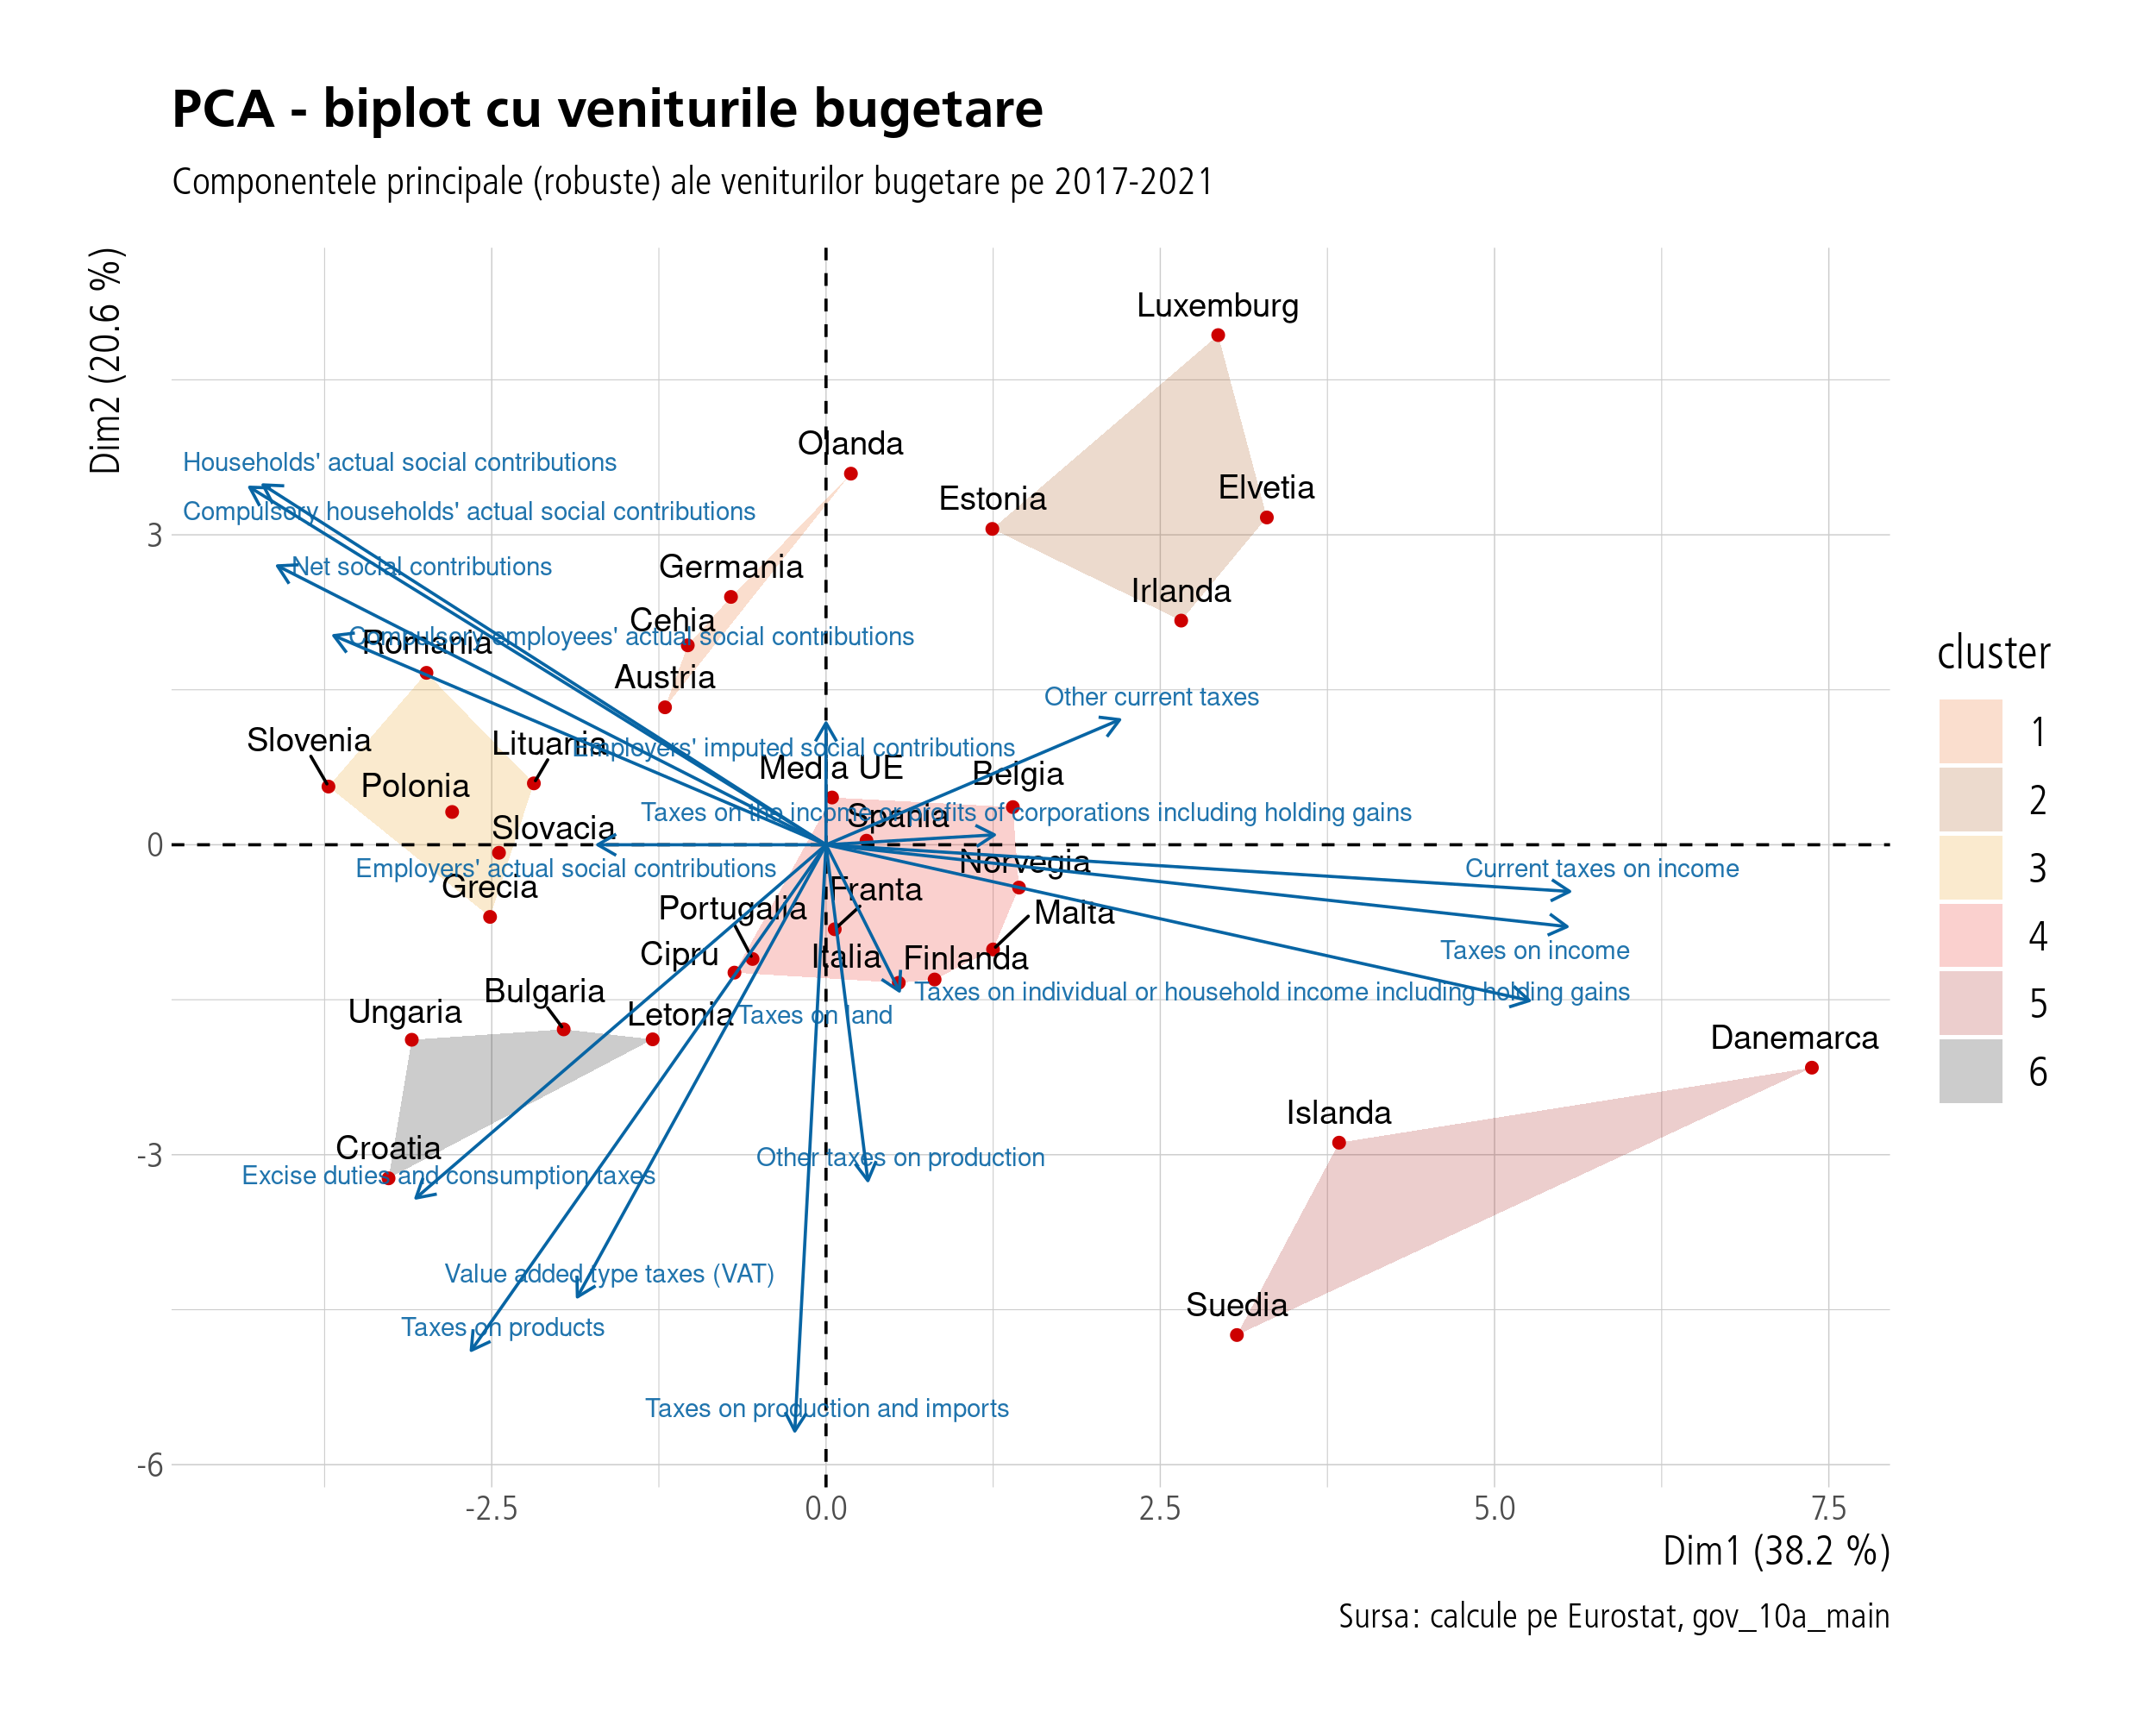 PCA - biplot cu veniturile bugetare
Componentele principale (robuste) ale veniturilor bugetare pe 2017-2021
Dim2 (20.6 %)
Luxemburg
Olanda
Households' actual social contributions
Elvetia
Estonia
Compulsory households' actual social contributions
3
Net social contributions
Germania
Irlanda
Cehia
Compulsory employees' actual social contributions
Romania
Austria
Other current taxes
Slovenia
Lituania
Employers' imputed social contributions
Media UE
Belgia
Polonia
Taxes on the income or profits of corporations including holding gains
Spania
Slovacia
0
Norvegia
Employers' actual social contributions
Current taxes on income
Grecia
Franta
Portugalia
Malta
Cipru
Italia
Finlanda
Taxes on income
Bulgaria
Taxes on individual or household income including holding gains
Ungaria
Letonia
Taxes on land
Danemarca
Islanda
Croatia
-3
Other taxes on production
Excise duties and consumption taxes
Value added type taxes (VAT)
Suedia
Taxes on products
Taxes on production and imports
-6
-2.5
0.0
2.5
5.0
7.5
Dim1 (38.2 %)
cluster
1
2
3
4
5
6
Sursa: calcule pe Eurostat, gov_10a_main